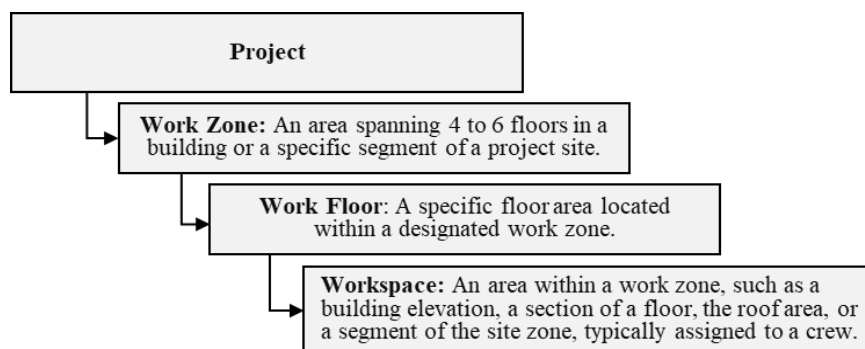 Project
Work Zone: An area spanning 4 to 6 floors in a
building or a specific segment of a project site.
Work Floor: A specific floor area located
within a designated work zone.
Workspace: An area within a work zone, such as a
building elevation, a section of a floor, the roof area, or
a segment of the site zone, typically assigned to a crew.